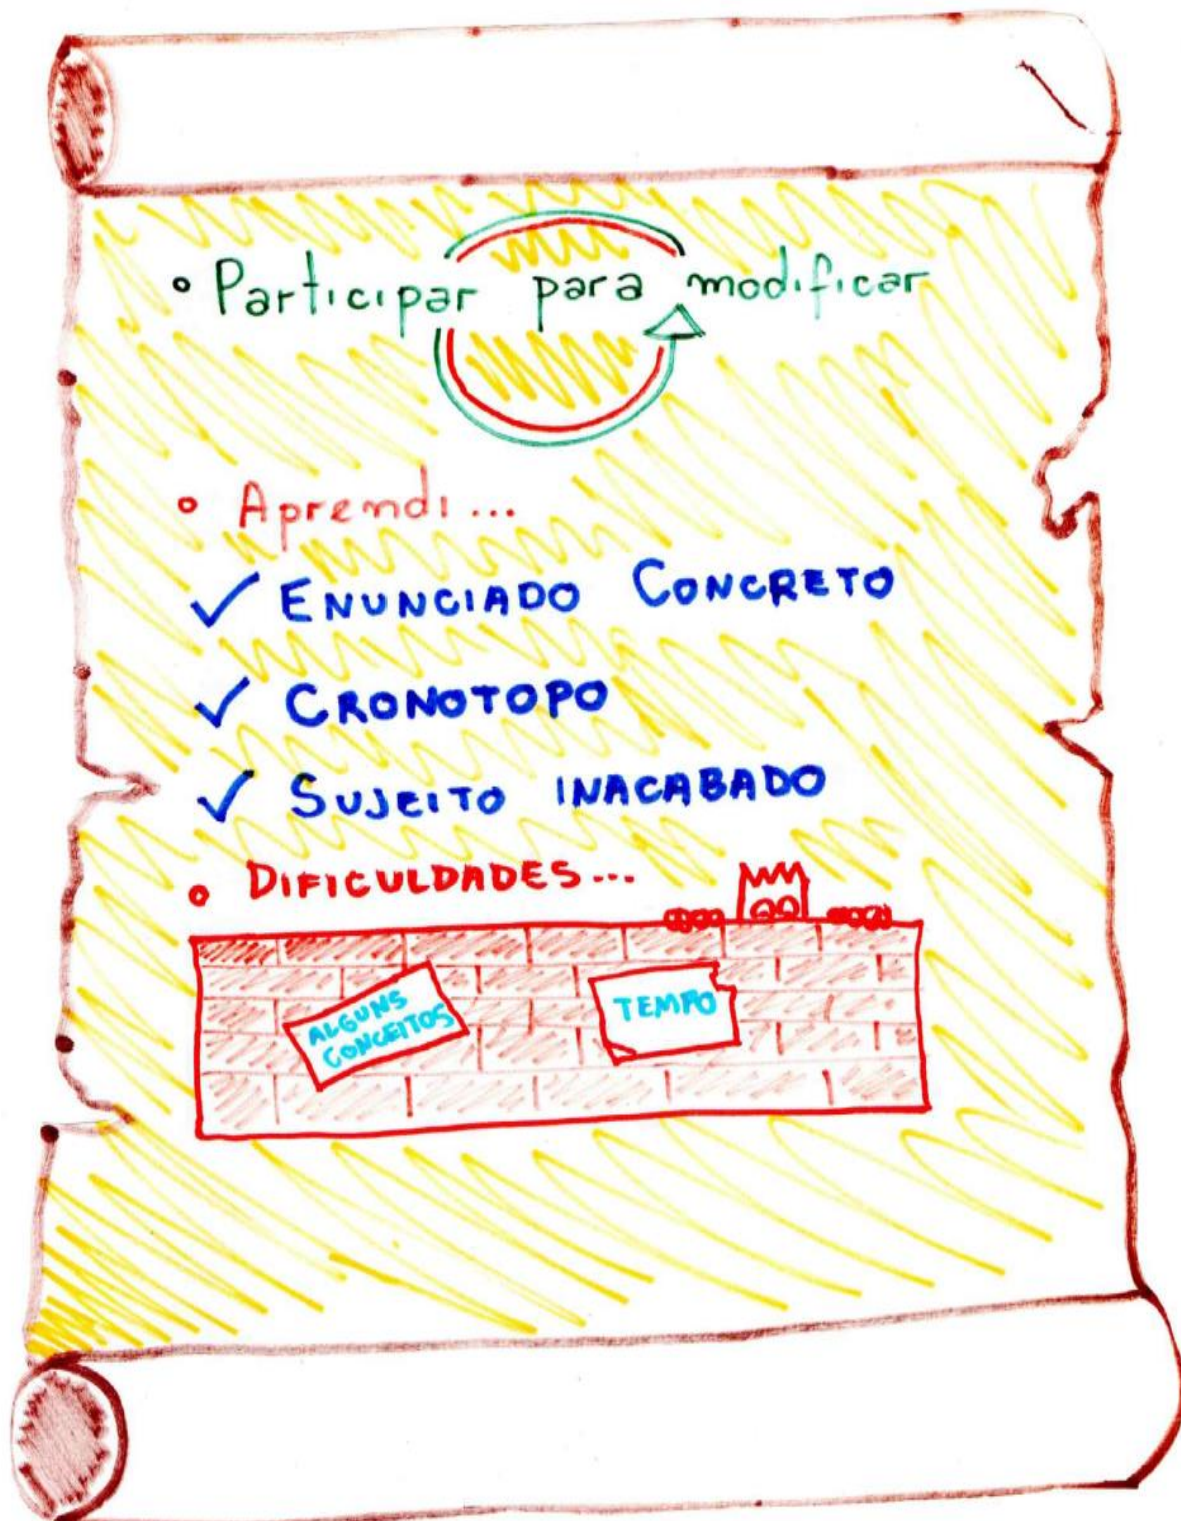 • Participar para modificar
• Aprendi...
✓ ENUNCIADO CONCRETO
✓ CRONOTOPO
✓ SUJEITO INACABADO
• DIFICULDADES...
ALGUNS
CONCEITOS
TEMPO